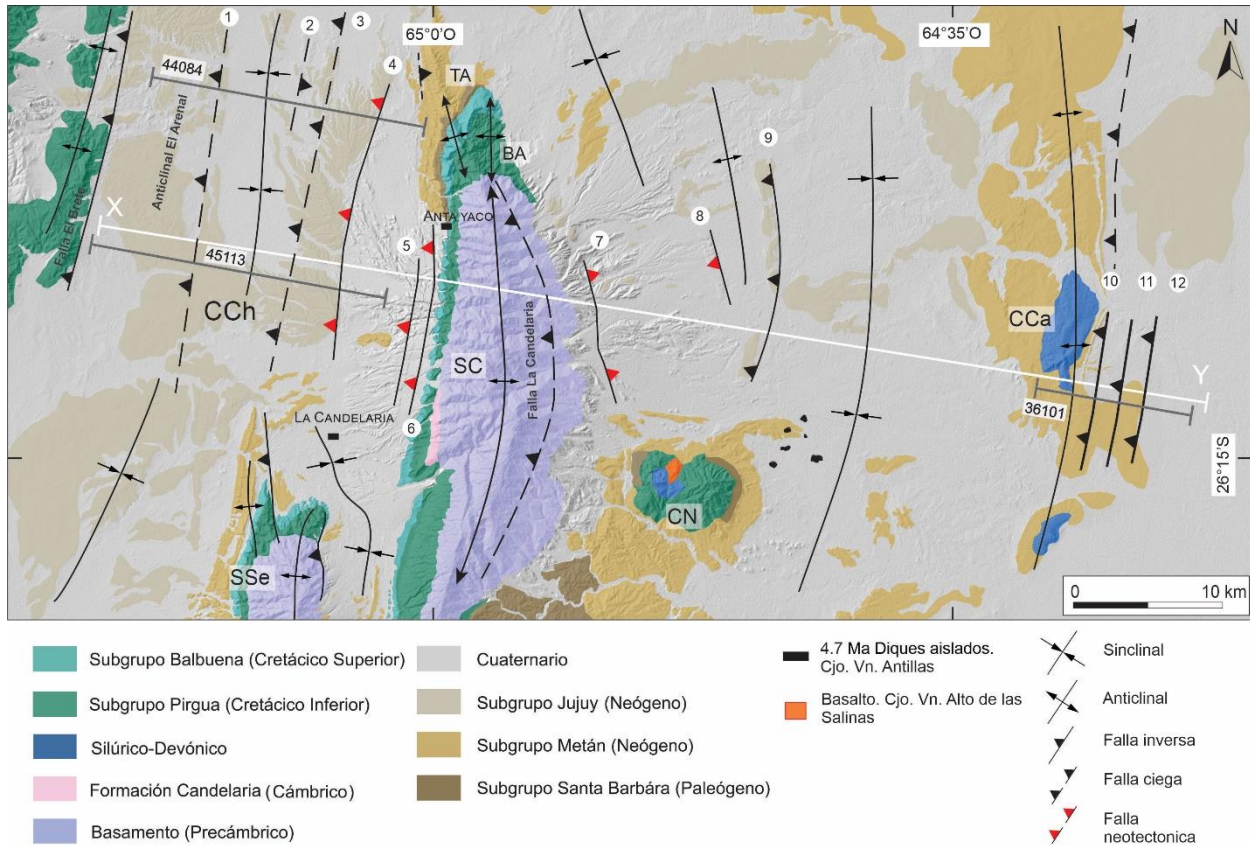 1
2
3
4
65°0'O
64°35'O
N
44084
TA
BA
Anticlinal El Arenal
Falla El Brete
X
ANTA YACO
9
8
7
5
45113
CCh
SC
Falla La Candelaria
CCa
10
11
12
Y
36101
LA CANDELARIA
6
26°15'S
CN
SSe
0
10 km
Subgrupo Balbuena (Cretácico Superior)
Subgrupo Pirgua (Cretácico Inferior)
Silúrico-Devónico
Formación Candelaria (Cámbrico)
Basamento (Precámbrico)
Cuaternario
Subgrupo Jujuy (Neógeno)
Subgrupo Metán (Neógeno)
Subgrupo Santa Barbára (Paleógeno)
4.7 Ma Diques aislados.
Cjo. Vn. Antillas
Basalto. Cjo. Vn. Alto de las
Salinas
Sinclinal
Anticlinal
Falla inversa
Falla ciega
Falla
neotectonica